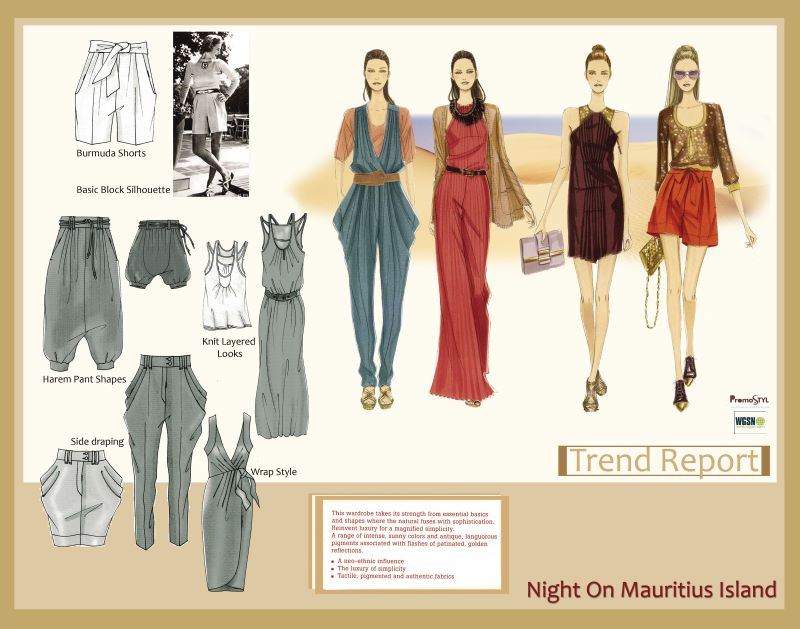 Burmuda Shorts
Basic Block Silhouette
Knit Layered
Looks
Harem Pant Shapes
Side draping
Wrap Style
PROMOSTYL
WGSN
Trend Report
This wardrobe takes its strength from essential basics
and shapes where the natural fuses with sophistication.
Reinvent luxury for a magnified simplicity.
A range of intense, sunny colors and antique, languorous
pigments associated with flashes of patinated, golden
reflections.
• A neo-ethnic influence
• The luxury of simplicity
• Tactile, pigmented and authentic fabrics
Night On Mauritius Island